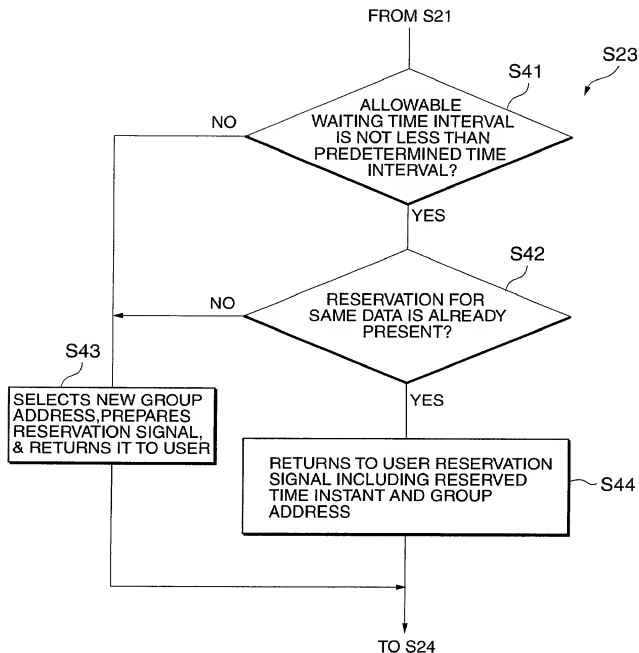 FROM S21
S23
S41
ALLOWABLE
WAITING TIME INTERVAL
IS NOT LESS THAN
PREDETERMINED TIME
INTERVAL?
NO
YES
S42
RESERVATION FOR
SAME DATA IS ALREADY
PRESENT?
NO
YES
S43
SELECTS NEW GROUP
ADDRESS,PREPARES
RESERVATION SIGNAL,
& RETURNS IT TO USER
RETURNS TO USER RESERVATION
SIGNAL INCLUDING RESERVED
TIME INSTANT AND GROUP
ADDRESS
S44
TO S24